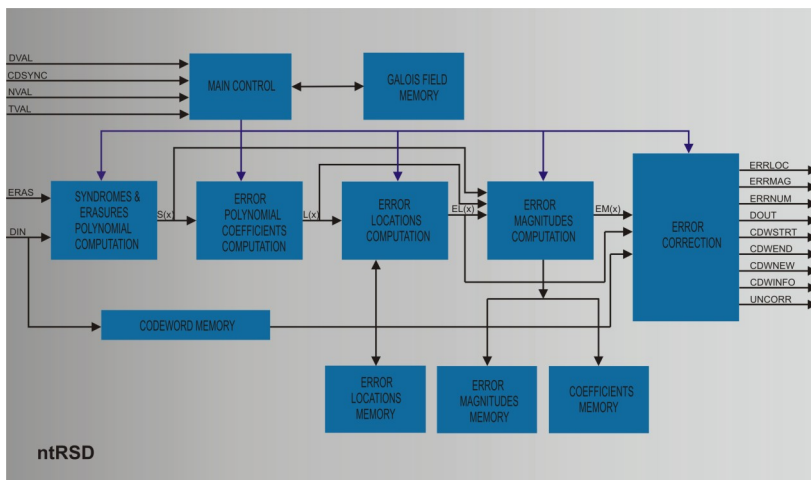 DVAL
CDSYNC
NVAL
TVAL
MAIN CONTROL
GALOIS FIELD
MEMORY
ERAS
DIN
SYNDROMES &
ERASURES
POLYNOMIAL
COMPUTATION
S(x)
ERROR
POLYNOMIAL
COEFFICIENTS
COMPUTATION
L(x)
ERROR
LOCATIONS
COMPUTATION
EL(x)
ERROR
MAGNITUDES
COMPUTATION
EM(x)
ERROR
CORRECTION
ERRLOC
ERRMAG
ERRNUM
DOUT
CDWSTRT
CDWEND
CDWNEW
CDWINFO
UNCORR
CODEWORD MEMORY
ERROR
LOCATIONS
MEMORY
ERROR
MAGNITUDES
MEMORY
COEFFICIENTS
MEMORY
ntRSD